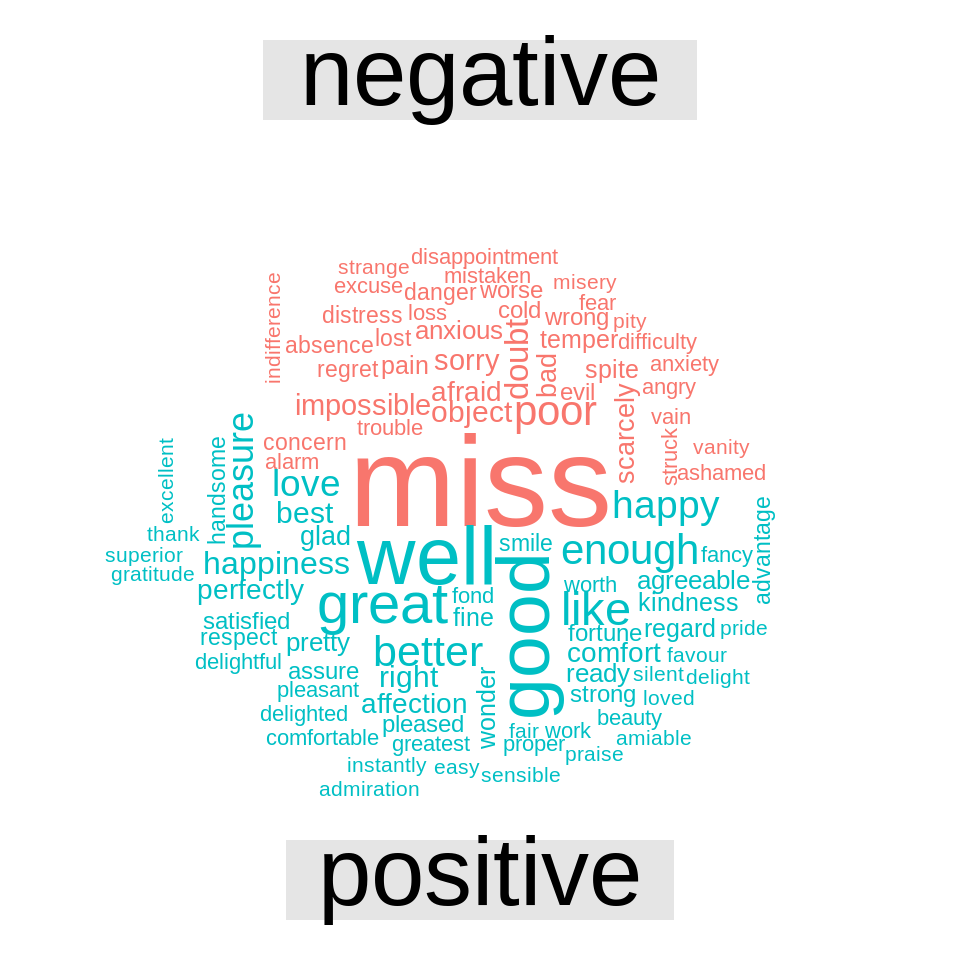 negative
disappointment
strange
mistaken
excuse
misery
indifference
danger
worse
fear
distress
loss
cold
wrong
pity
absence
lost
anxious
doubt
temper
difficulty
regret
pain
sorry
bad
spite
anxiety
impossible
afraid
evil
angry
object
poor
scarcely
vain
trouble
concern
struck
vanity
alarm
miss
ashamed
excellent
handsome
pleasure
love
happy
best
thank
glad
well
smile
enough
fancy
advantage
superior
happiness
gratitude
perfectly
great
fond
good
worth
agreeable
like
kindness
satisfied
fine
respect
pretty
fortune
regard
pride
delightful
better
comfort
favour
assure
right
ready
silent
delight
pleasant
affection
wonder
strong
loved
delighted
pleased
beauty
comfortable
greatest
fair
work
proper
amiable
instantly
easy
praise
sensible
admiration
positive